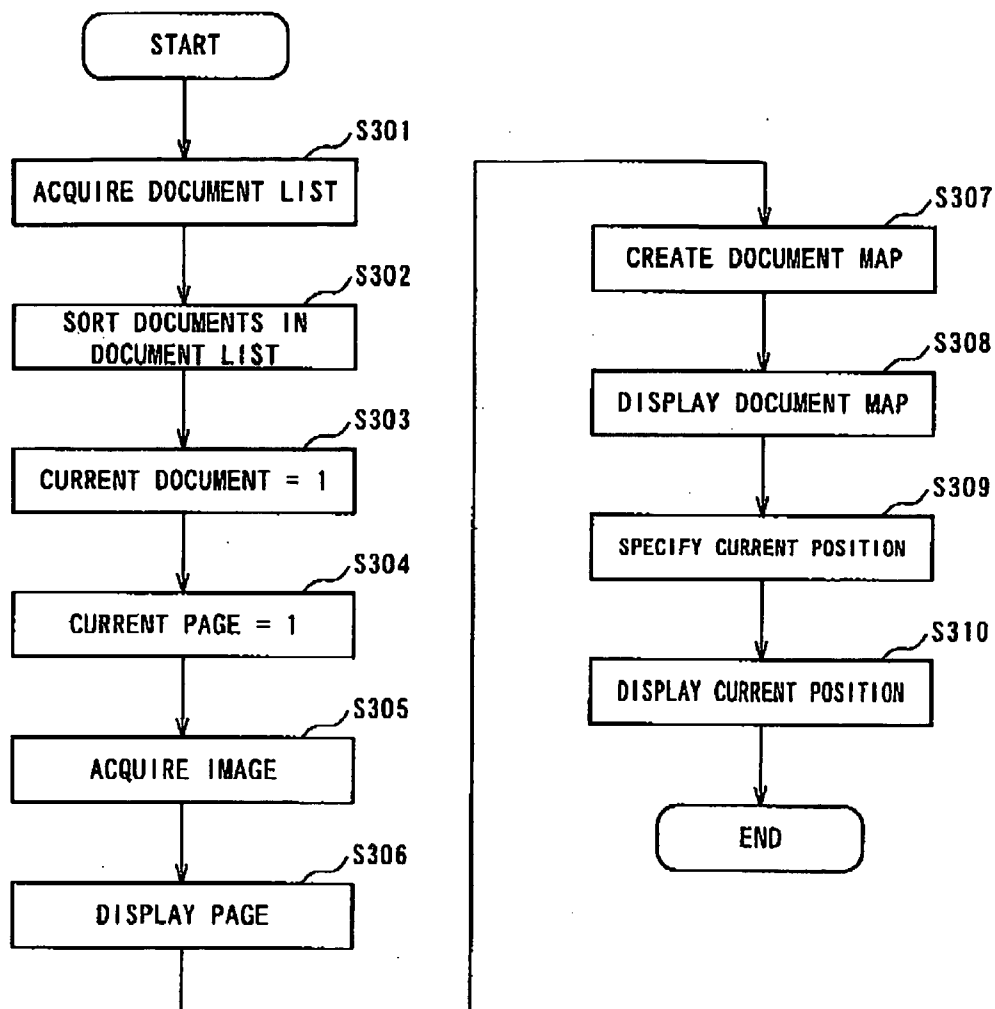 START
S301
ACQUIRE DOCUMENT LIST
S302
SORT DOCUMENTS IN
DOCUMENT LIST
S303
CURRENT DOCUMENT = 1
S304
CURRENT PAGE = 1
S305
ACQUIRE IMAGE
S306
DISPLAY PAGE
S307
CREATE DOCUMENT MAP
S308
DISPLAY DOCUMENT MAP
S309
SPECIFY CURRENT POSITION
S310
DISPLAY CURRENT POSITION
END